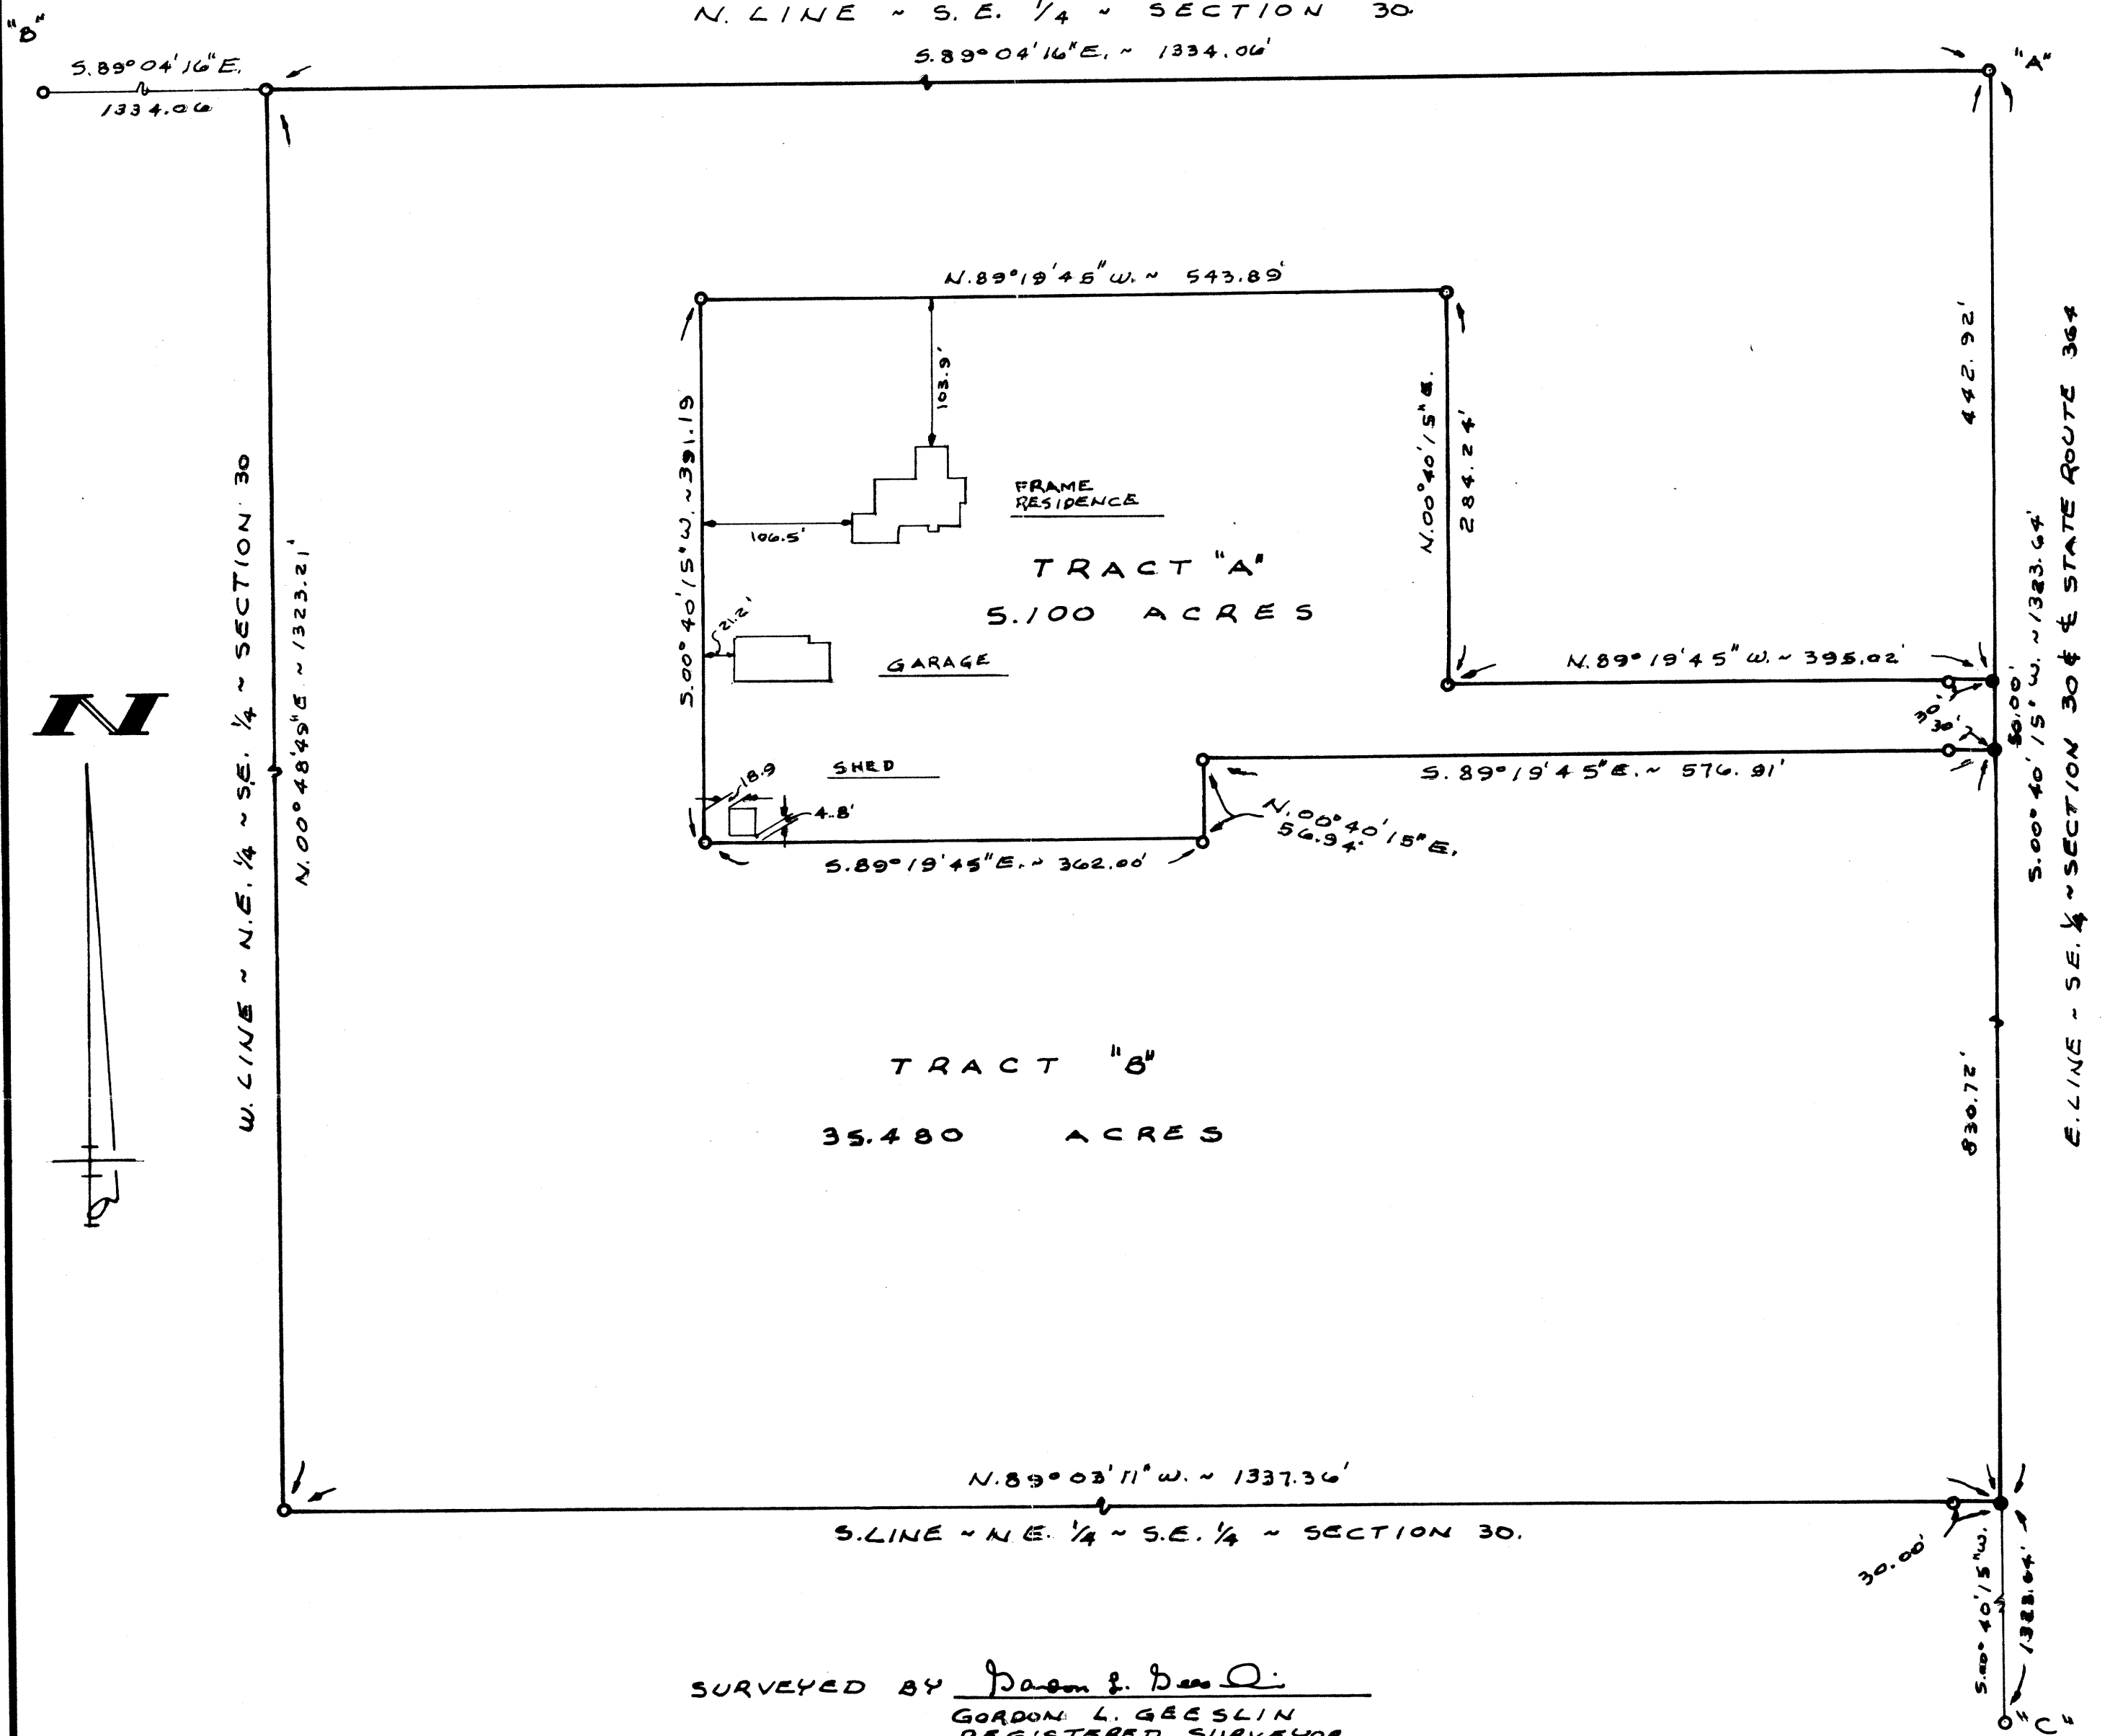 N. LINE ~ S.E. 1/4 ~ SECTION 30.
"B"
S.89°04'16"E. ~ 1334.06'
"A"
S.89°04'16"E.
1334.06
N.89°19'45"W. ~ 543.89'
103.9'
442.92'
N.00°40'15"E.
284.24'
S.00°40'15"W. ~ 391.19
FRAME
RESIDENCE
106.5'
TRACT "A"
5.100 ACRES
21.2'
GARAGE
N.89°19'45"W. ~ 395.02'
30'
30'
50.00'
S.00°40'15"W. ~ 1323.64'
E. LINE ~ S.E. 1/4 ~ SECTION 30 & ℄ STATE ROUTE 364
W. LINE ~ N.E. 1/4 ~ S.E. 1/4 ~ SECTION 30
N.00°48'49"E ~ 1323.21'
N
SHED
18.9
4.8'
S.89°19'45"E. ~ 576.91'
N.00°40'15"E.
56.94'
S.89°19'45"E. ~ 362.00'
TRACT "B"
35.480 ACRES
830.72'
N.89°03'11"W. ~ 1337.36'
S. LINE ~ N.E. 1/4 ~ S.E. 1/4 ~ SECTION 30.
30.00'
S.00°40'15"W.
1323.64'
SURVEYED BY
GORDON L. GEESLIN
REGISTERED SURVEYOR
"C"